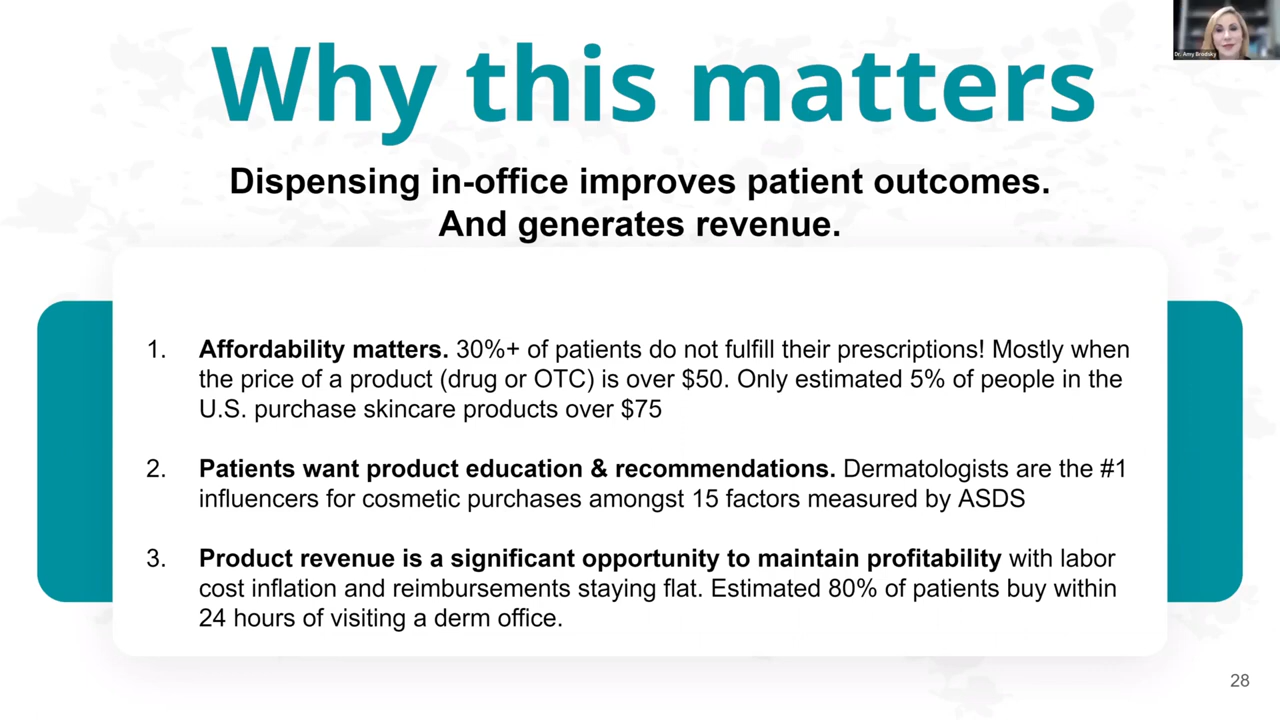 Dr. Amy Brodsky
Why this matters
Dispensing in-office improves patient outcomes.
And generates revenue.
1. Affordability matters. 30%+ of patients do not fulfill their prescriptions! Mostly when
the price of a product (drug or OTC) is over $50. Only estimated 5% of people in the
U.S. purchase skincare products over $75
2. Patients want product education & recommendations. Dermatologists are the #1
influencers for cosmetic purchases amongst 15 factors measured by ASDS
3. Product revenue is a significant opportunity to maintain profitability with labor
cost inflation and reimbursements staying flat. Estimated 80% of patients buy within
24 hours of visiting a derm office.
28